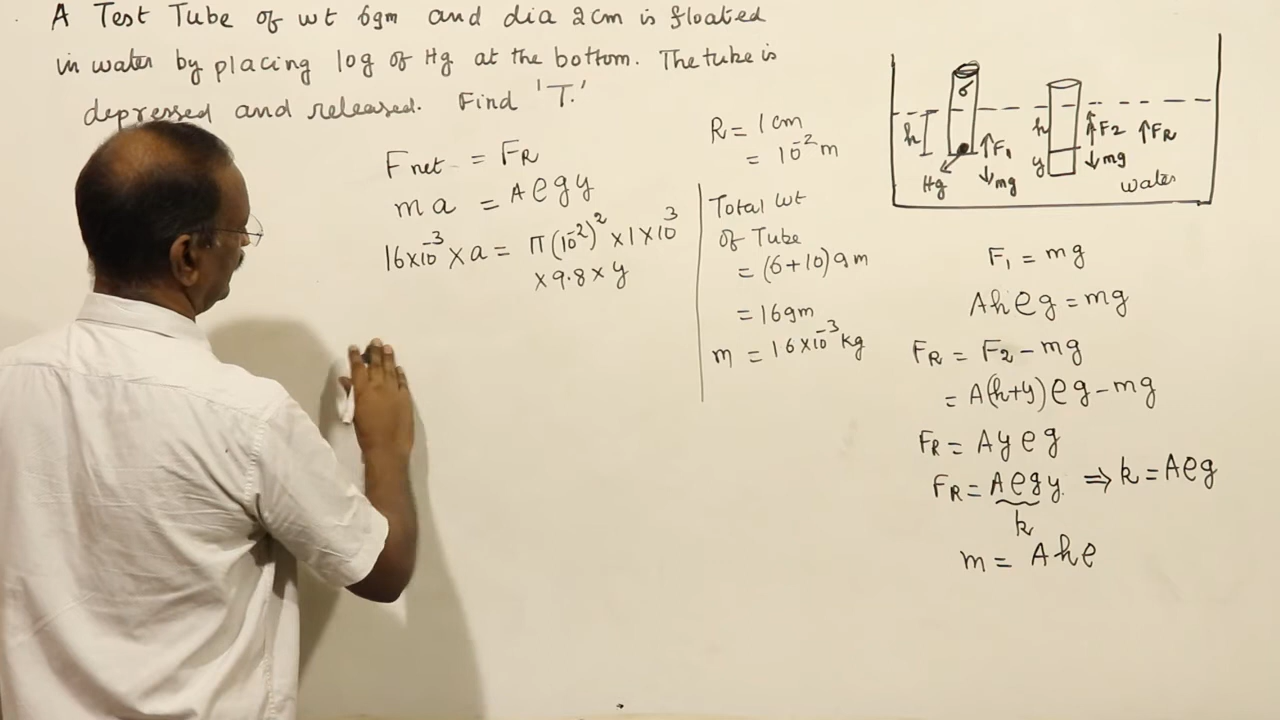 A Test Tube of wt 6gm and dia 2cm is floated
in water by placing 10g of Hg at the bottom. The tube is
depressed and released. Find 'T.'
Fnet = FR
ma = Aρgy
16×10⁻³ × a = π(10⁻²)² × 1×10³
× 9.8 × y
R = 1cm
= 10⁻² m
Total wt
of Tube
= (6+10) gm
= 16gm
m = 16×10⁻³ kg
σ
h
Hg
↑F₁
↓mg
h
y
↑F2
↑FR
↓mg
water
F₁ = mg
Ahρg = mg
FR = F2 - mg
= A(h+y)ρg - mg
FR = Ayρg
FR = Aρgy ⇒ k = Aρg
k
m = Ahρ